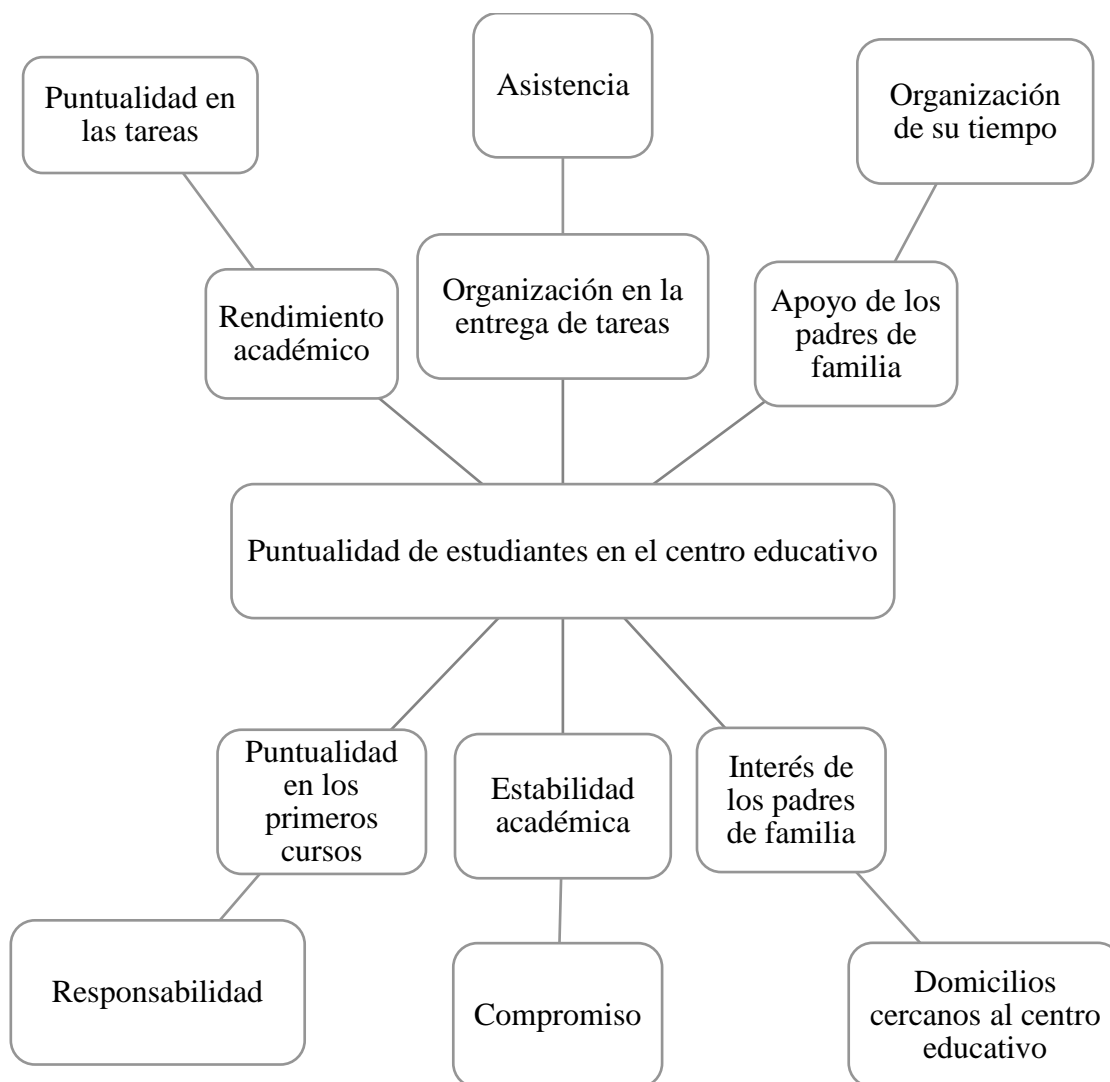 Puntualidad en
las tareas
Asistencia
Organización
de su tiempo
Rendimiento
académico
Organización en la
entrega de tareas
Apoyo de los
padres de
familia
Puntualidad de estudiantes en el centro educativo
Puntualidad
en los
primeros
cursos
Estabilidad
académica
Interés de
los padres
de familia
Responsabilidad
Compromiso
Domicilios
cercanos al centro
educativo